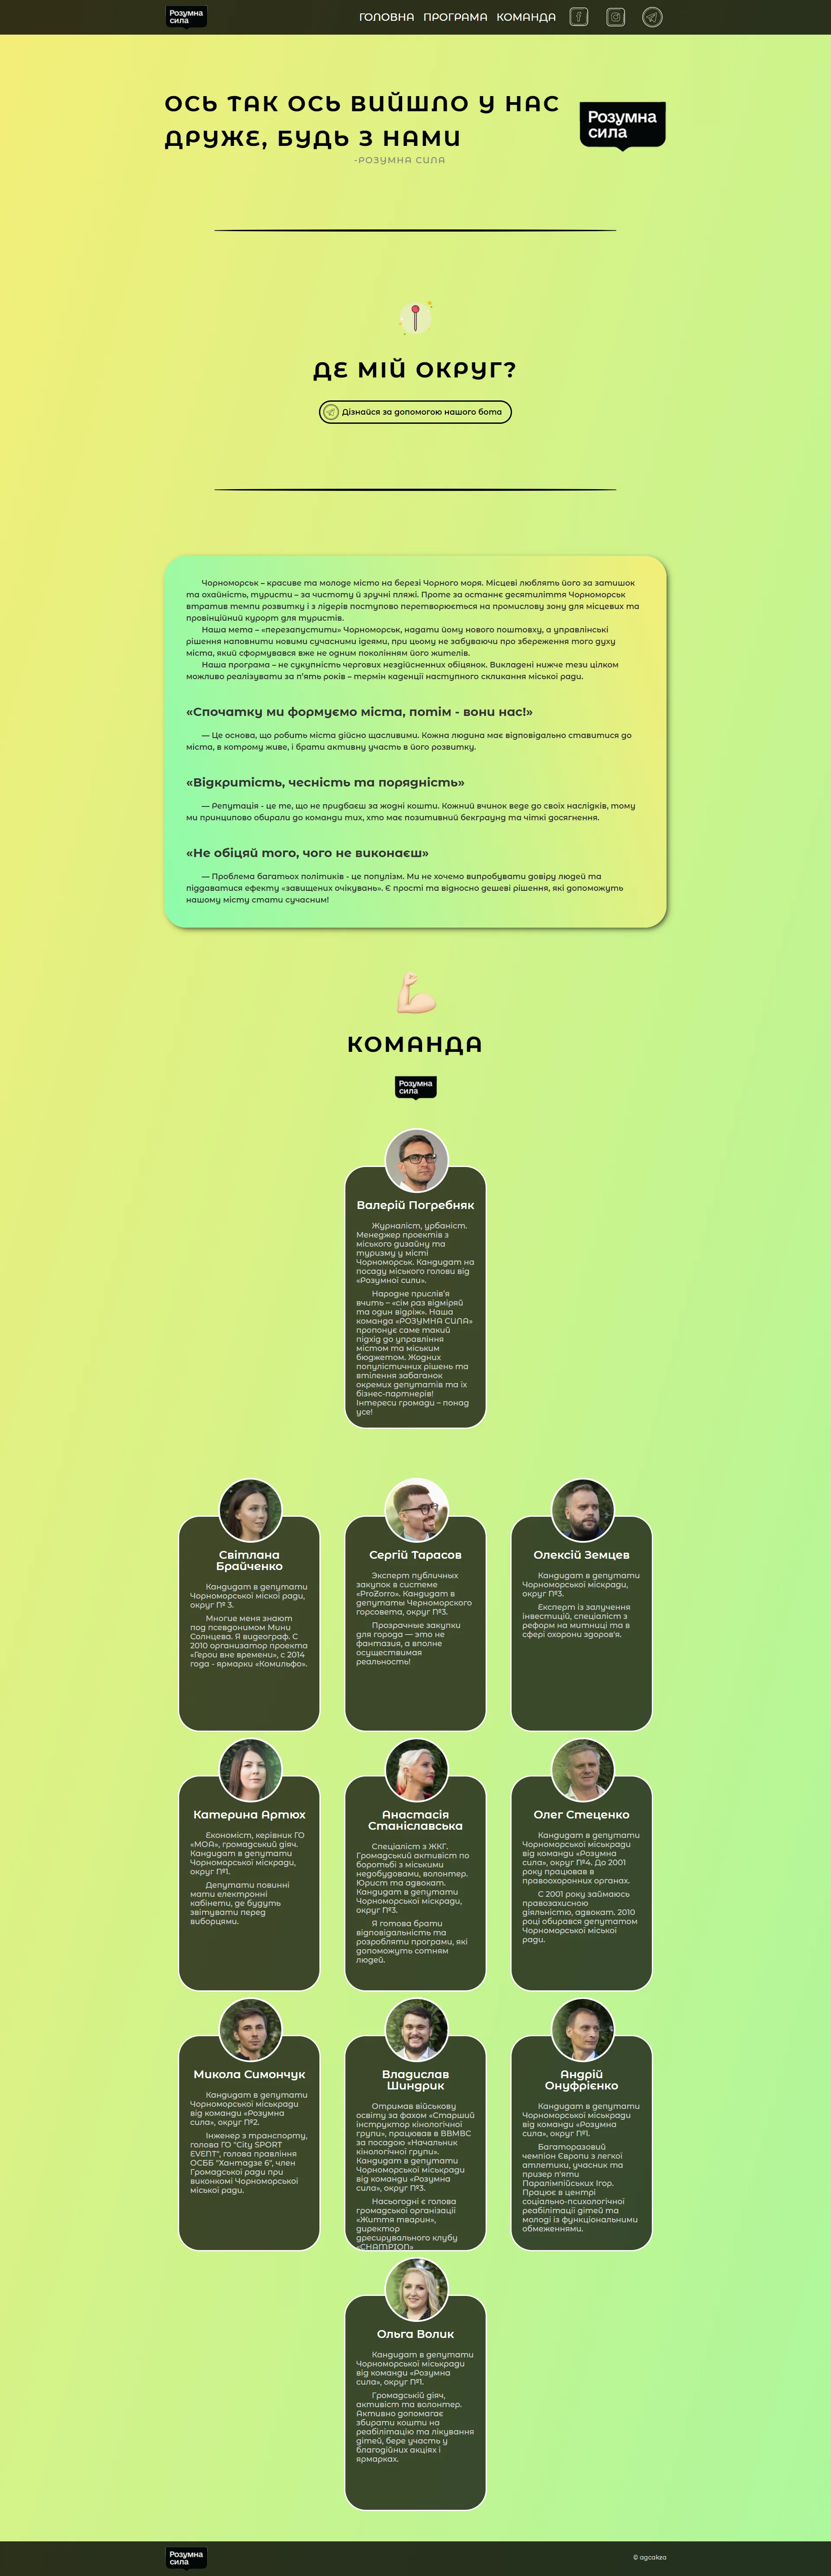 Розумна
сила
ГОЛОВНА ПРОГРАМА КОМАНДА
ОСЬ ТАК ОСЬ ВИЙШЛО У НАС
ДРУЖЕ, БУДЬ З НАМИ
-РОЗУМНА СИЛА
Розумна
сила
ДЕ МІЙ ОКРУГ?
Дізнайся за допомогою нашого бота
Чорноморськ – красиве та молоде місто на березі Чорного моря. Місцеві люблять його за затишок
та охайність, туристи – за чистоту й зручні пляжі. Проте за останнє десятиліття Чорноморськ
втратив темпи розвитку і з лідерів поступово перетворюється на промислову зону для місцевих та
провінційний курорт для туристів.
Наша мета – «перезапустити» Чорноморськ, надати йому нового поштовху, а управлінські
рішення наповнити новими сучасними ідеями, при цьому не забуваючи про збереження того духу
міста, який сформувався вже не одним поколінням його жителів.
Наша програма – не сукупність чергових нездійсненних обіцянок. Викладені нижче тези цілком
можливо реалізувати за п'ять років – термін каденції наступного скликання міської ради.
«Спочатку ми формуємо міста, потім - вони нас!»
— Це основа, що робить міста дійсно щасливими. Кожна людина має відповідально ставитися до
міста, в котрому живе, і брати активну участь в його розвитку.
«Відкритість, чесність та порядність»
— Репутація - це те, що не придбаєш за жодні кошти. Кожний вчинок веде до своїх наслідків, тому
ми принципово обирали до команди тих, хто має позитивний бекграунд та чіткі досягнення.
«Не обіцяй того, чого не виконаєш»
— Проблема багатьох політиків - це популізм. Ми не хочемо випробувати довіру людей та
піддаватися ефекту «завищених очікувань». Є прості та відносно дешеві рішення, які допоможуть
нашому місту стати сучасним!
КОМАНДА
Розумна
сила
Валерій Погребняк
Журналіст, урбаніст.
Менеджер проектів з
міського дизайну та
туризму у місті
Чорноморськ. Кандидат на
посаду міського голови від
«Розумної сили».
Народне прислів'я
вчить – «сім раз відміряй
та один відріж». Наша
команда «РОЗУМНА СИЛА»
пропонує саме такий
підхід до управління
містом та міським
бюджетом. Жодних
популістичних рішень та
втілення забаганок
окремих депутатів та їх
бізнес-партнерів!
Інтереси громади – понад
усе!
Світлана
Брайченко
Кандидат в депутати
Чорноморської міскої ради,
округ № 3.
Многие меня знают
под псевдонимом Мини
Солнцева. Я видеограф. С
2010 организатор проекта
«Герои вне времени», с 2014
года - ярмарки «Комильфо».
Сергій Тарасов
Эксперт публичных
закупок в системе
«ProZorro». Кандидат в
депутаты Черноморского
горсовета, округ №3.
Прозрачные закупки
для города — это не
фантазия, а вполне
осуществимая
реальность!
Олексій Земцев
Кандидат в депутати
Чорноморської міскради,
округ №3.
Експерт із залучення
інвестицій, спеціаліст з
реформ на митниці та в
сфері охорони здоров'я.
Катерина Артюх
Економіст, керівник ГО
«МОА», громадський діяч.
Кандидат в депутати
Чорноморської міскради,
округ №1.
Депутати повинні
мати електронні
кабінети, де будуть
звітувати перед
виборцями.
Анастасія
Станіславська
Спеціаліст з ЖКГ.
Громадський активіст по
боротьбі з міськими
недобудовами, волонтер.
Юрист та адвокат.
Кандидат в депутати
Чорноморської міскради,
округ №3.
Я готова брати
відповідальність та
розробляти програми, які
допоможуть сотням
людей.
Олег Стеценко
Кандидат в депутати
Чорноморської міськради
від команди «Розумна
сила», округ №4. До 2001
року працював в
правоохоронних органах.
С 2001 року займаюсь
правозахисною
діяльністю, адвокат. 2010
році обирався депутатом
Чорноморської міської
ради.
Микола Симончук
Кандидат в депутати
Чорноморської міськради
від команди «Розумна
сила», округ №2.
Інженер з транспорту,
голова ГО "City SPORT
EVENT", голова правління
ОСББ "Хантадзе 6", член
Громадської ради при
виконкомі Чорноморської
міської ради.
Владислав
Шиндрик
Отримав військову
освіту за фахом «Старший
інструктор кінологічної
групи», працював в ВВМВС
за посадою «Начальник
кінологічної групи».
Кандидат в депутати
Чорноморської міськради
від команди «Розумна
сила», округ №3.
Насьогодні є голова
громадської організації
«Життя тварин»,
директор
дресирувального клубу
«CHAMPION»
Андрій
Онуфрієнко
Кандидат в депутати
Чорноморської міськради
від команди «Розумна
сила», округ №1.
Багаторазовий
чемпіон Європи з легкої
атлетики, учасник та
призер п'яти
Паралімпійських Ігор.
Працює в центрі
соціально-психологічної
реабілітації дітей та
молоді із функціональними
обмеженнями.
Ольга Волик
Кандидат в депутати
Чорноморської міськради
від команди «Розумна
сила», округ №1.
Громадській діяч,
активіст та волонтер.
Активно допомагає
збирати кошти на
реабілітацію та лікування
дітей, бере участь у
благодійних акціях і
ярмарках.
Розумна
сила
© agcakza